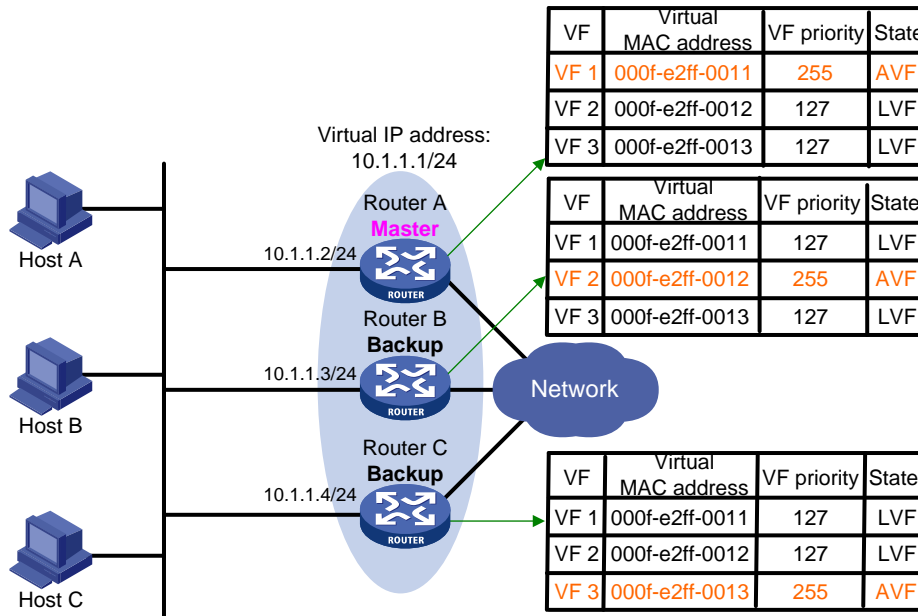 Virtual IP address:
10.1.1.1/24
Host A
Host B
Host C
10.1.1.2/24
Router A
Master
ROUTER
10.1.1.3/24
Router B
Backup
ROUTER
10.1.1.4/24
Router C
Backup
ROUTER
Network
VF Virtual MAC address VF priority State
VF 1 000f-e2ff-0011 255 AVF
VF 2 000f-e2ff-0012 127 LVF
VF 3 000f-e2ff-0013 127 LVF
VF Virtual MAC address VF priority State
VF 1 000f-e2ff-0011 127 LVF
VF 2 000f-e2ff-0012 255 AVF
VF 3 000f-e2ff-0013 127 LVF
VF Virtual MAC address VF priority State
VF 1 000f-e2ff-0011 127 LVF
VF 2 000f-e2ff-0012 127 LVF
VF 3 000f-e2ff-0013 255 AVF